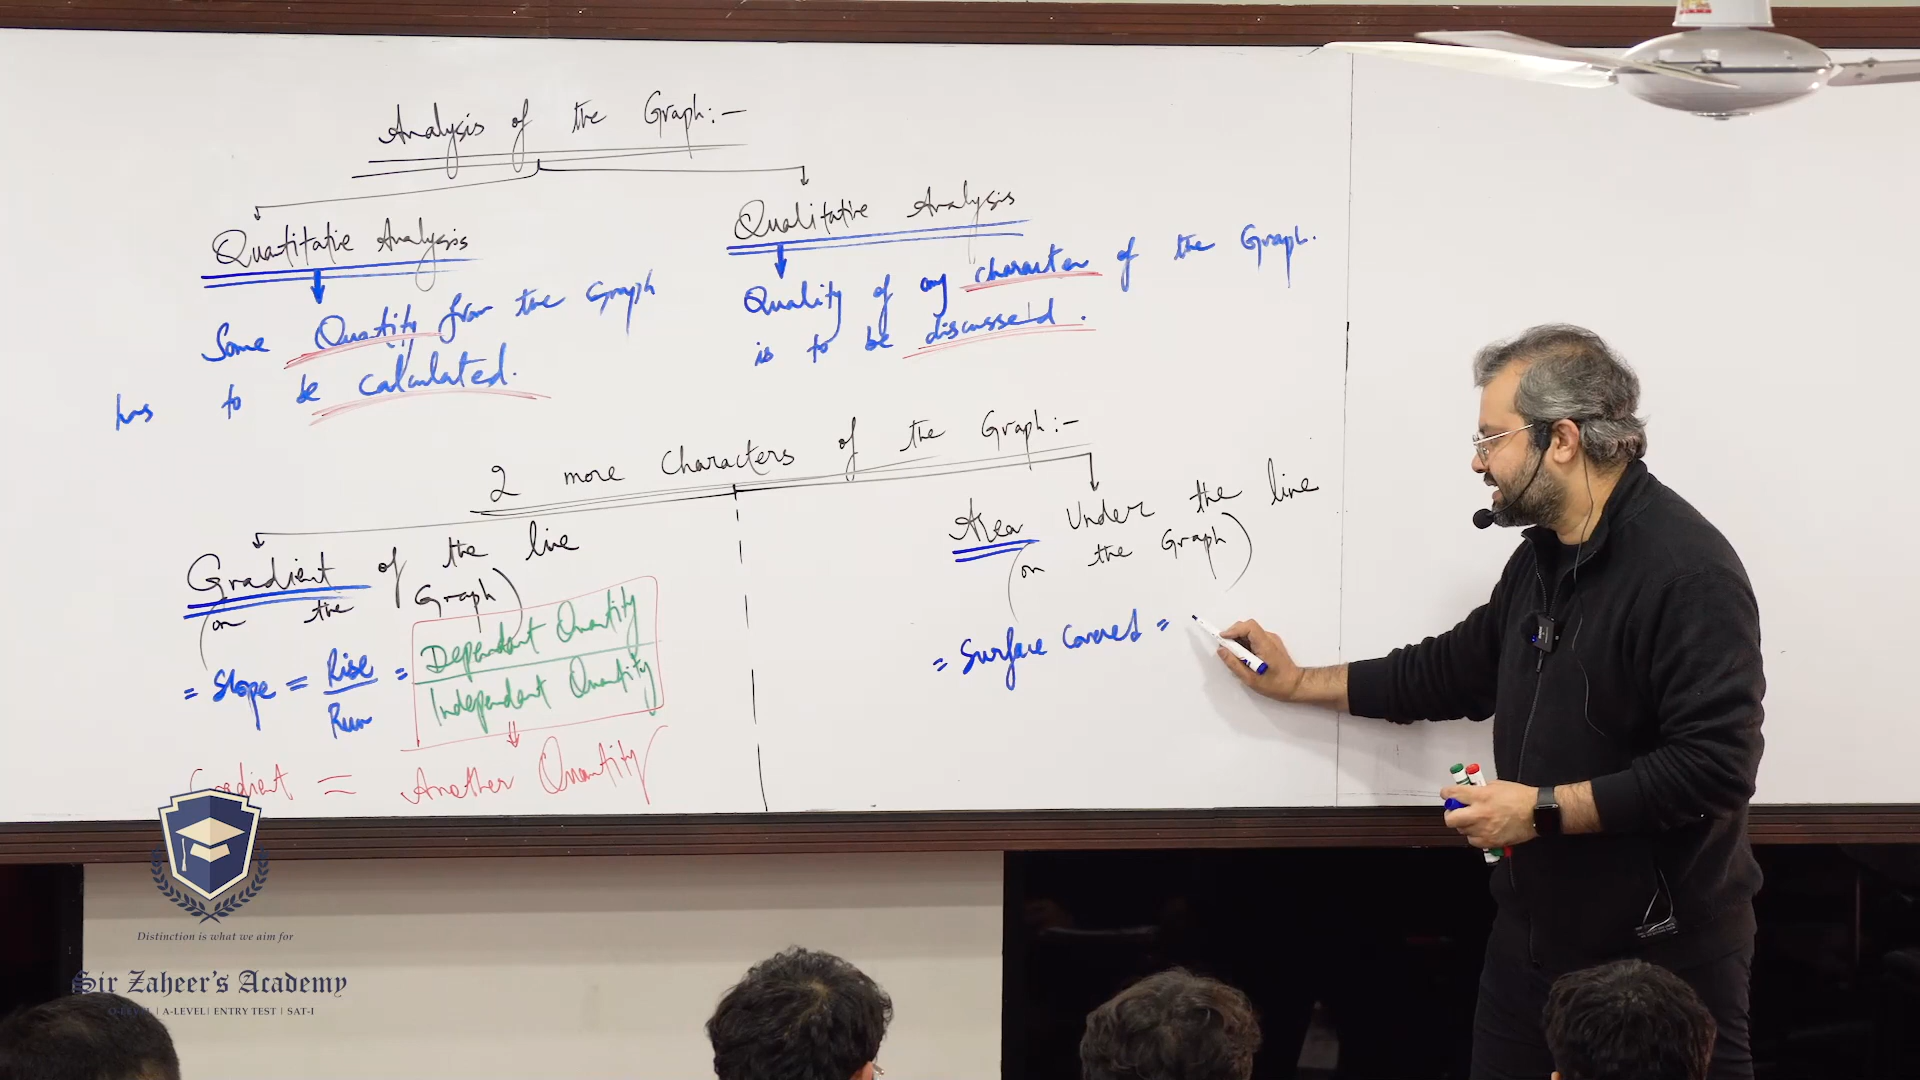 Analysis of the Graph:-
Quantitative Analysis
Some Quantity from the Graph
has to be calculated.
Qualitative Analysis
Quality of any character of the Graph.
is to be discussed.
2 more Characters of the Graph:-
Gradient of the line
(on the Graph)
= Slope = Rise / Run = Dependent Quantity / Independent Quantity
Gradient = Another Quantity
Area Under the line
(on the Graph)
= Surface Covered =
Distinction is what we aim for
Sir Zaheer's Academy
O-LEVEL | A-LEVEL | ENTRY TEST | SAT-I